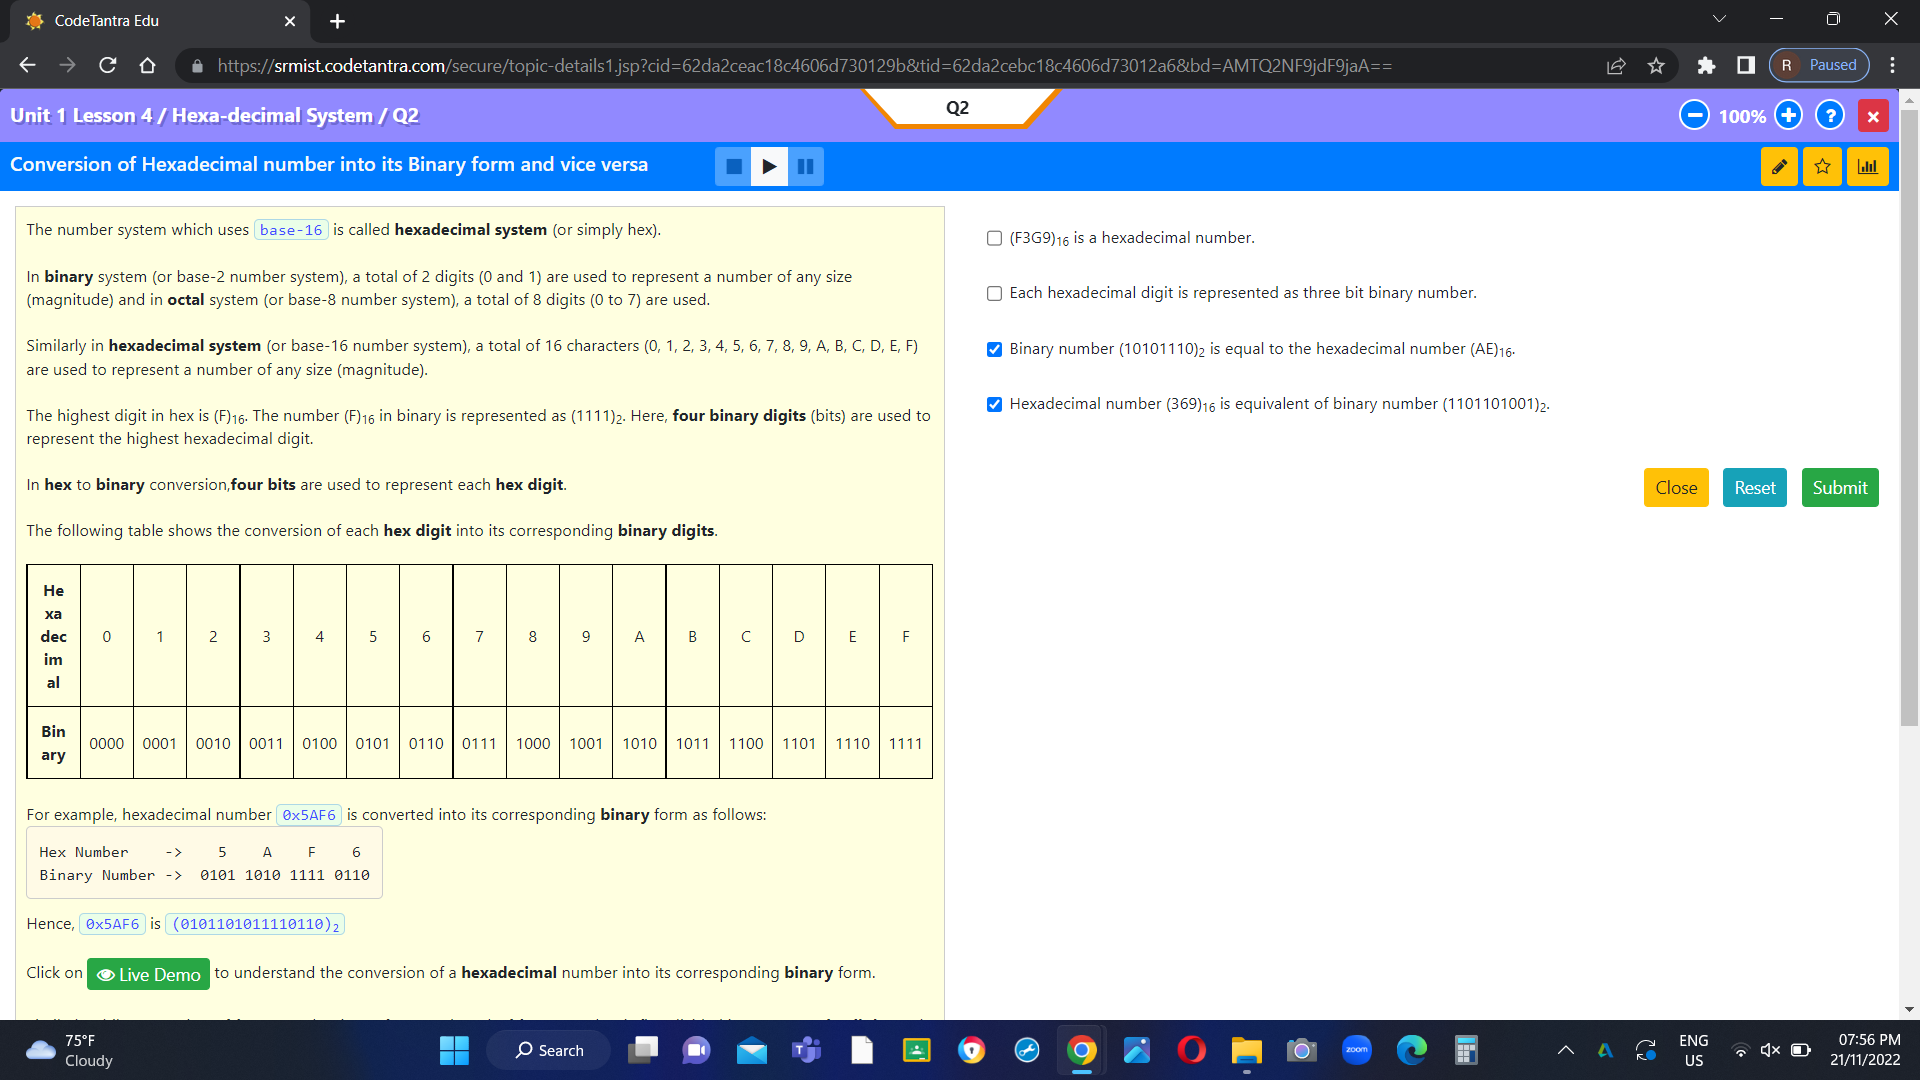 CodeTantra Edu
https://srmist.codetantra.com/secure/topic-details1.jsp?cid=62da2ceac18c4606d730129b&tid=62da2cebc18c4606d73012a6&bd=AMTQ2NF9jdF9jaA==
R Paused
Unit 1 Lesson 4 / Hexa-decimal System / Q2
Q2
100%
?
Conversion of Hexadecimal number into its Binary form and vice versa
The number system which uses base-16 is called hexadecimal system (or simply hex).
In binary system (or base-2 number system), a total of 2 digits (0 and 1) are used to represent a number of any size
(magnitude) and in octal system (or base-8 number system), a total of 8 digits (0 to 7) are used.
Similarly in hexadecimal system (or base-16 number system), a total of 16 characters (0, 1, 2, 3, 4, 5, 6, 7, 8, 9, A, B, C, D, E, F)
are used to represent a number of any size (magnitude).
The highest digit in hex is (F)16. The number (F)16 in binary is represented as (1111)2. Here, four binary digits (bits) are used to
represent the highest hexadecimal digit.
In hex to binary conversion,four bits are used to represent each hex digit.
The following table shows the conversion of each hex digit into its corresponding binary digits.
He
xa
dec
im
al
0 1 2 3 4 5 6 7 8 9 A B C D E F
Bin
ary
0000 0001 0010 0011 0100 0101 0110 0111 1000 1001 1010 1011 1100 1101 1110 1111
For example, hexadecimal number 0x5AF6 is converted into its corresponding binary form as follows:
Hex Number -> 5 A F 6
Binary Number -> 0101 1010 1111 0110
Hence, 0x5AF6 is (0101101011110110)2
Click on Live Demo to understand the conversion of a hexadecimal number into its corresponding binary form.
(F3G9)16 is a hexadecimal number.
Each hexadecimal digit is represented as three bit binary number.
Binary number (10101110)2 is equal to the hexadecimal number (AE)16.
Hexadecimal number (369)16 is equivalent of binary number (1101101001)2.
Close Reset Submit
75°F
Cloudy
Search
zoom
ENG
US
07:56 PM
21/11/2022